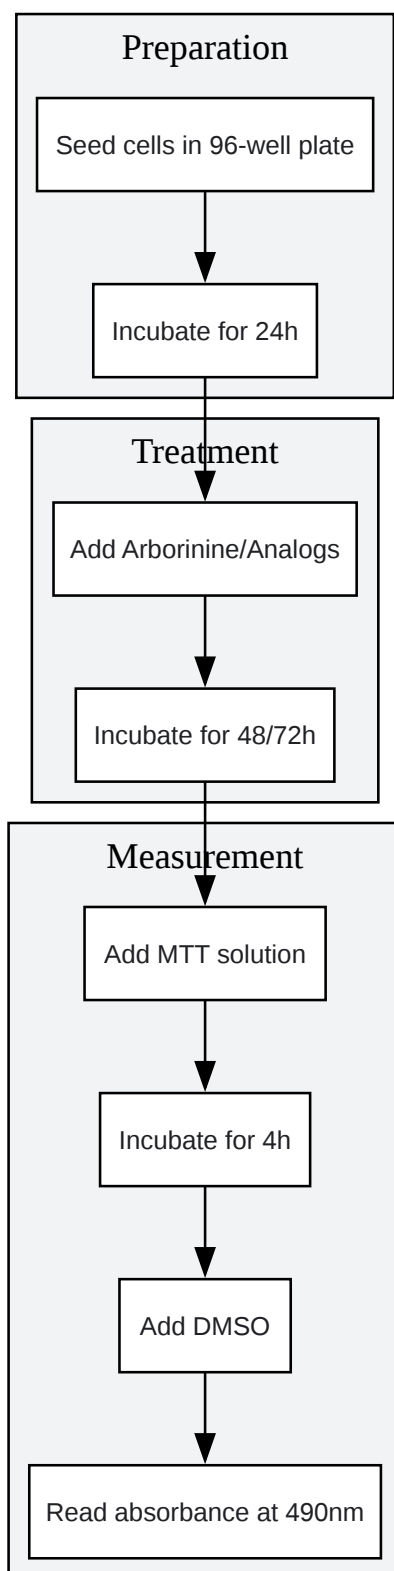 Preparation
Seed cells in 96-well plate
Incubate for 24h
Treatment
Add Arborinine/Analogs
Incubate for 48/72h
Measurement
Add MTT solution
Incubate for 4h
Add DMSO
Read absorbance at 490nm